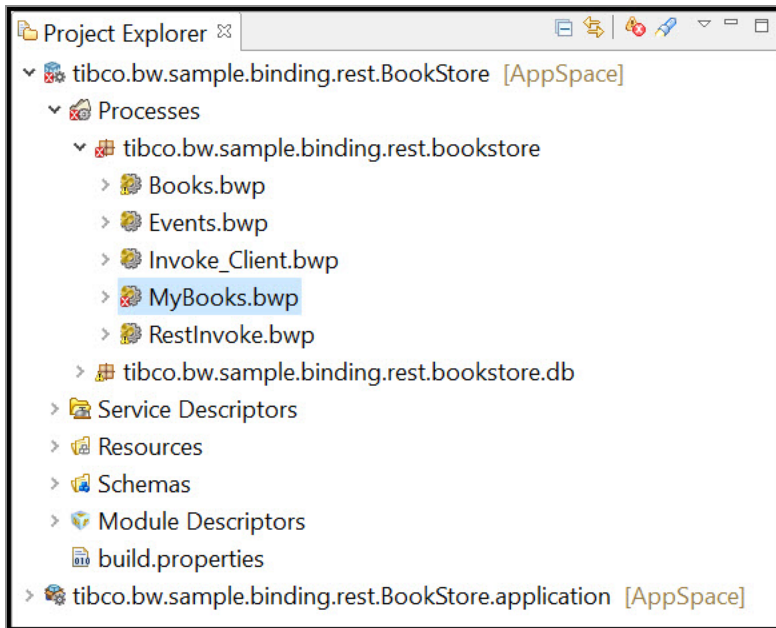 Project Explorer
tibco.bw.sample.binding.rest.BookStore [AppSpace]
Processes
tibco.bw.sample.binding.rest.bookstore
Books.bwp
Events.bwp
Invoke_Client.bwp
MyBooks.bwp
RestInvoke.bwp
tibco.bw.sample.binding.rest.bookstore.db
Service Descriptors
Resources
Schemas
Module Descriptors
build.properties
tibco.bw.sample.binding.rest.BookStore.application [AppSpace]